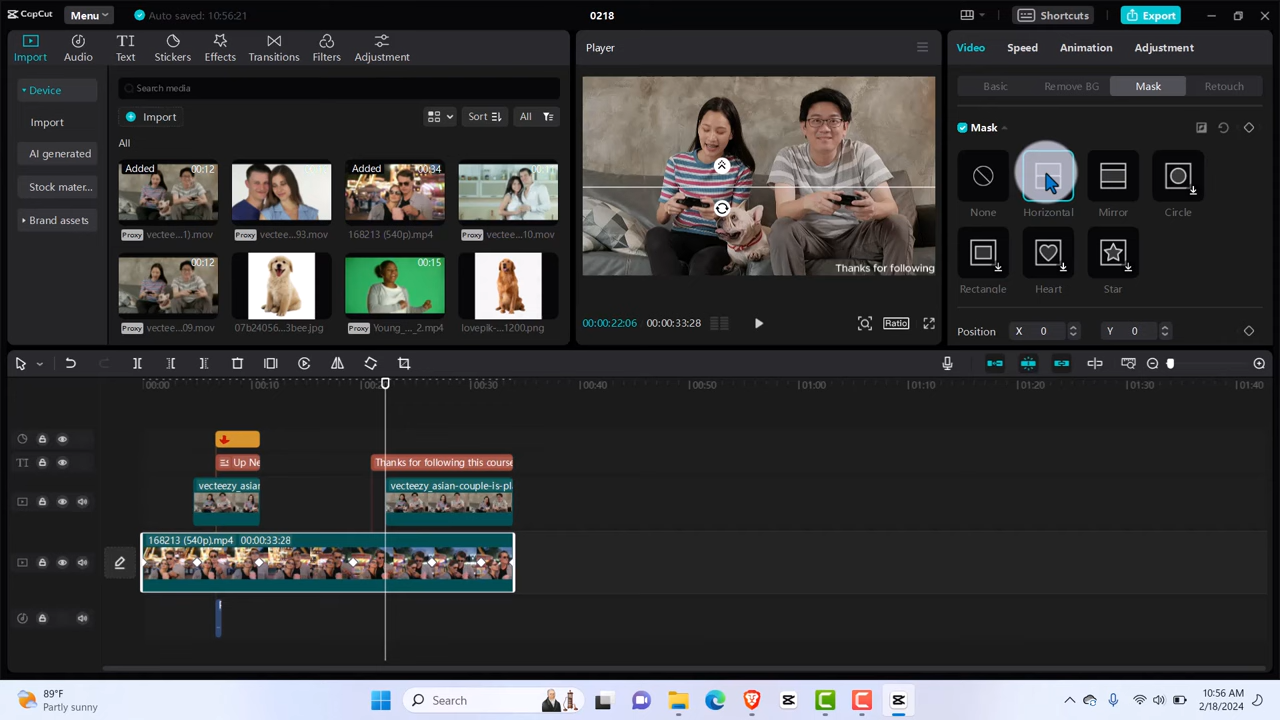 CapCut
Menu
Auto saved: 10:56:21
0218
Shortcuts
Export
Import
Audio
Text
Stickers
Effects
Transitions
Filters
Adjustment
Device
Import
AI generated
Stock mater...
Brand assets
Search media
Import
Sort
All
All
Added 00:12
00:12
Added 00:34
00:12
Proxy vectee...1).mov
Proxy vectee...93.mov
168213 (540p).mp4
Proxy vectee...10.mov
00:12
00:15
Proxy vectee...09.mov
07b24056...3bee.jpg
Proxy Young_..._2.mp4
lovepik-...1200.png
Player
Thanks for following
00:00:22:06
00:00:33:28
Ratio
Video
Speed
Animation
Adjustment
Basic
Remove BG
Mask
Retouch
Mask
None
Horizontal
Mirror
Circle
Rectangle
Heart
Star
Position
X 0
Y 0
00:00
00:10
00:30
00:40
00:50
01:00
01:10
01:20
01:30
01:40
Up Ne
Thanks for following this course
vecteezy_asian
vecteezy_asian-couple-is-pl
168213 (540p).mp4 00:00:33:28
89°F
Partly sunny
Search
10:56 AM
2/18/2024